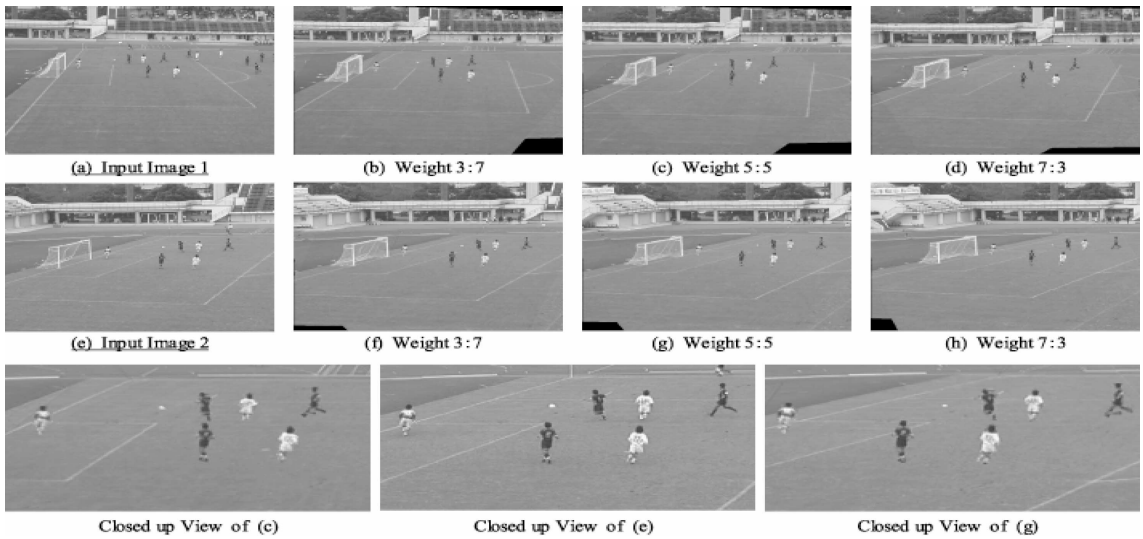 (a) Input Image 1
(b) Weight 3:7
(c) Weight 5:5
(d) Weight 7:3
(e) Input Image 2
(f) Weight 3:7
(g) Weight 5:5
(h) Weight 7:3
Closed up View of (c)
Closed up View of (e)
Closed up View of (g)